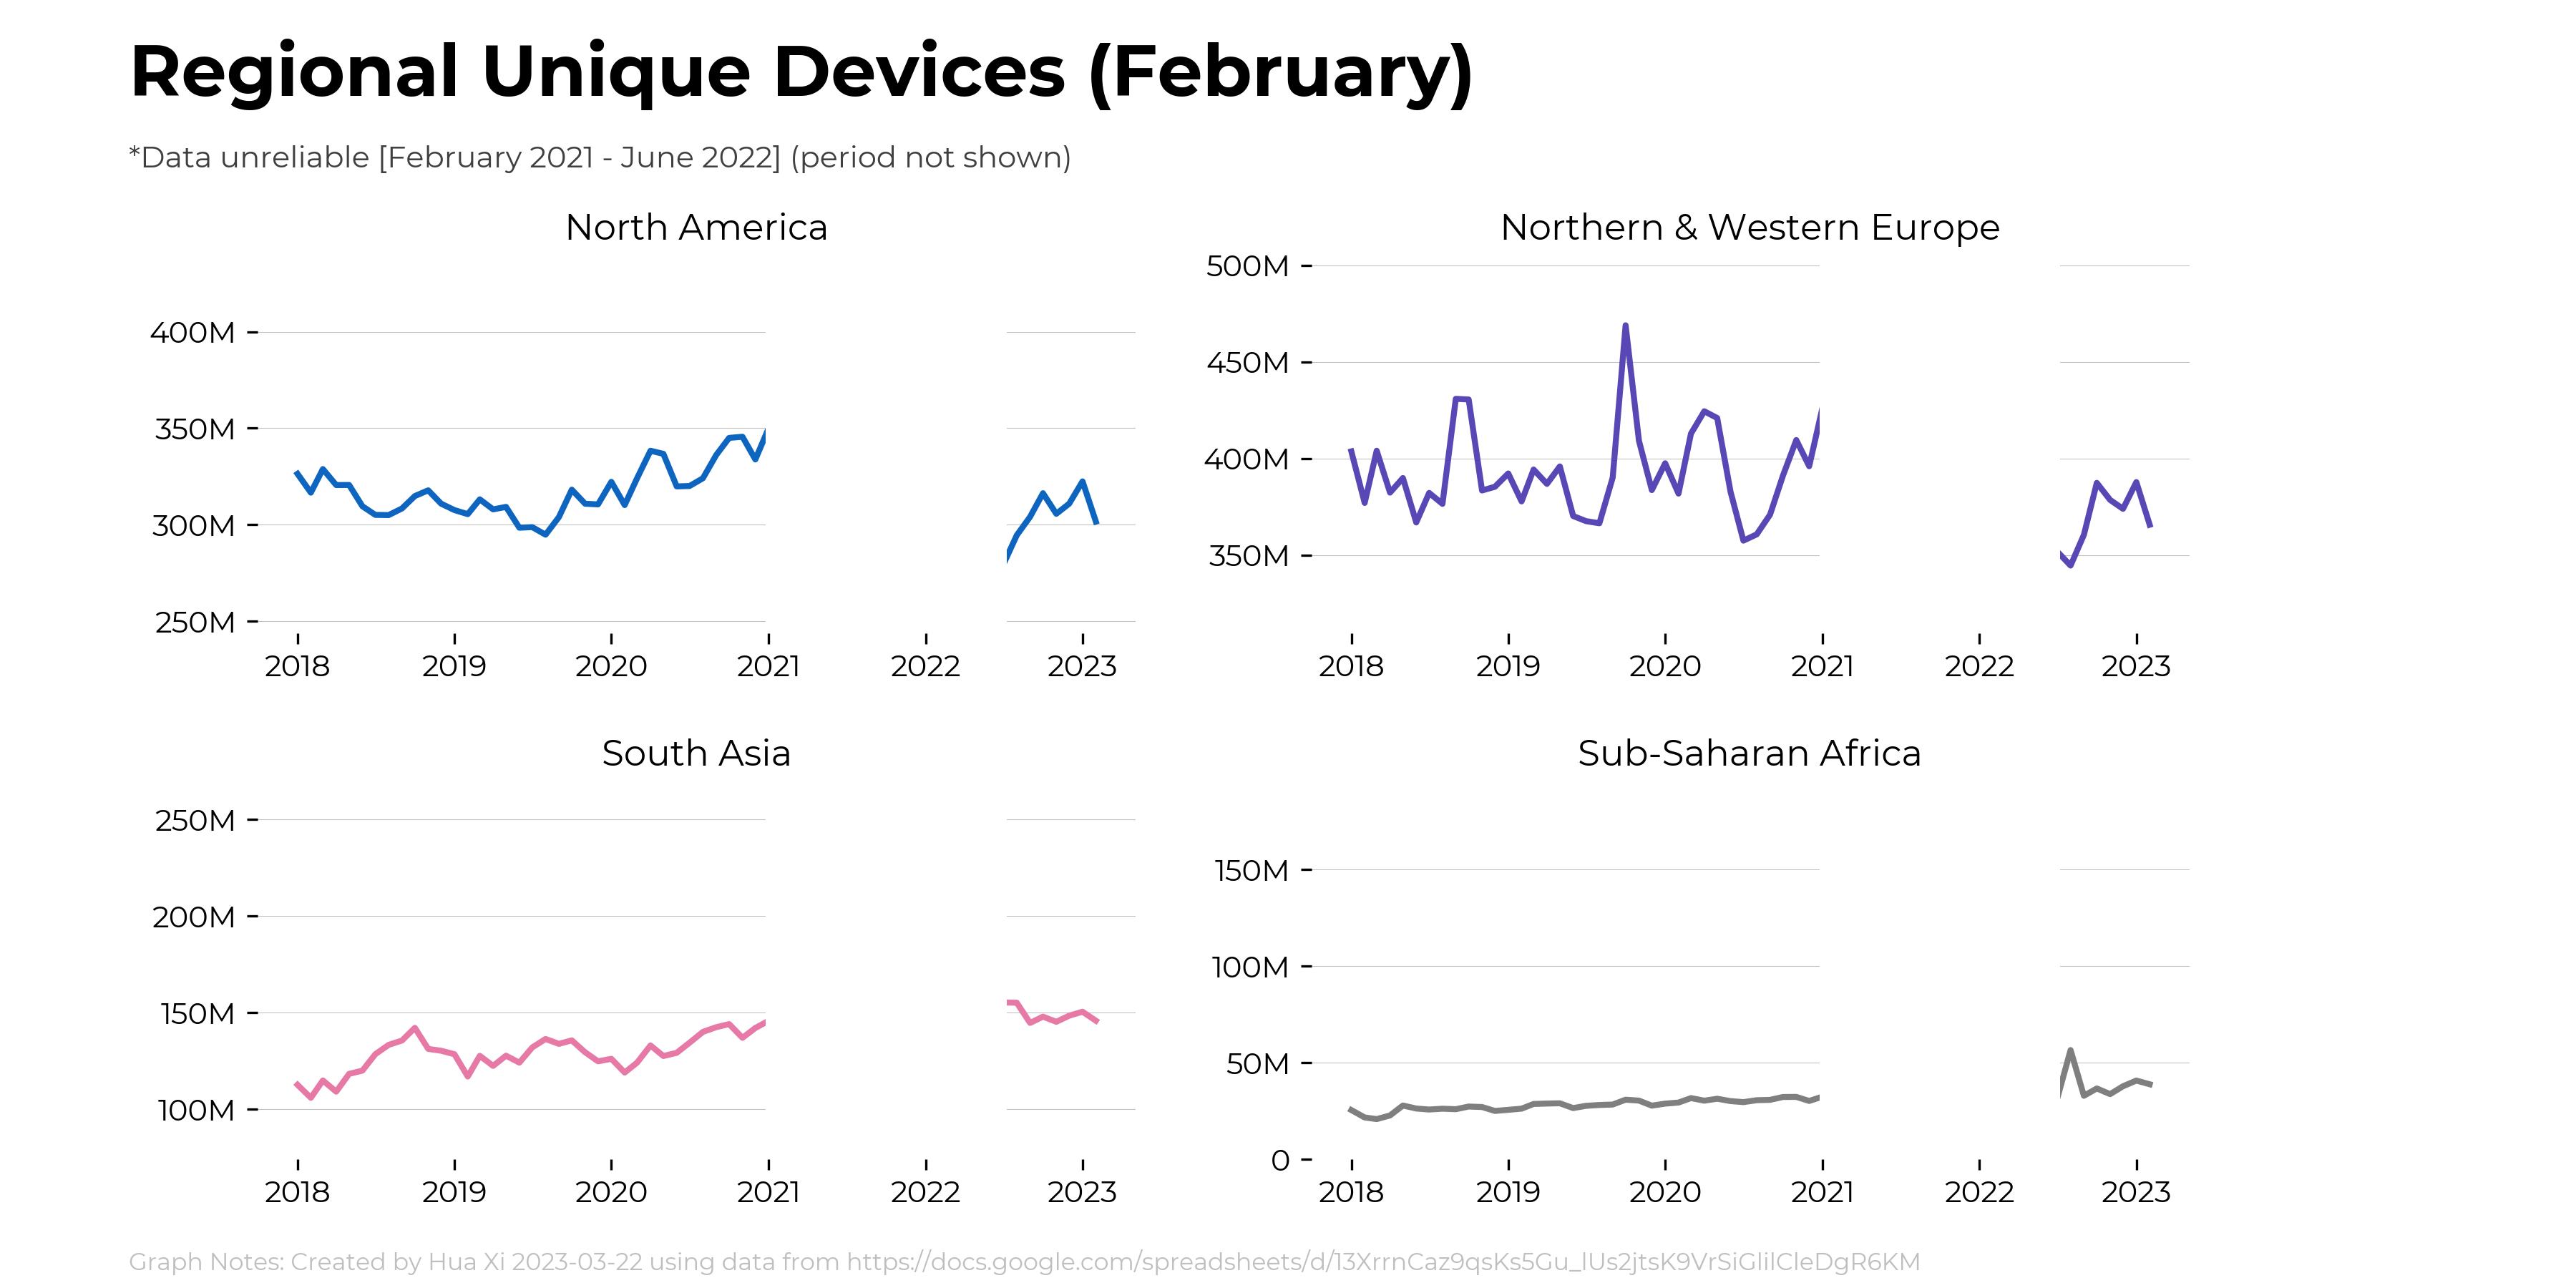 Regional Unique Devices (February)
*Data unreliable [February 2021 - June 2022] (period not shown)
North America
400M
350M
300M
250M
2018 2019 2020 2021 2022 2023
Northern & Western Europe
500M
450M
400M
350M
2018 2019 2020 2021 2022 2023
South Asia
250M
200M
150M
100M
2018 2019 2020 2021 2022 2023
Sub-Saharan Africa
150M
100M
50M
0
2018 2019 2020 2021 2022 2023
Graph Notes: Created by Hua Xi 2023-03-22 using data from https://docs.google.com/spreadsheets/d/13XrrnCaz9qsKs5Gu_lUs2jtsK9VrSiGlilCleDgR6KM